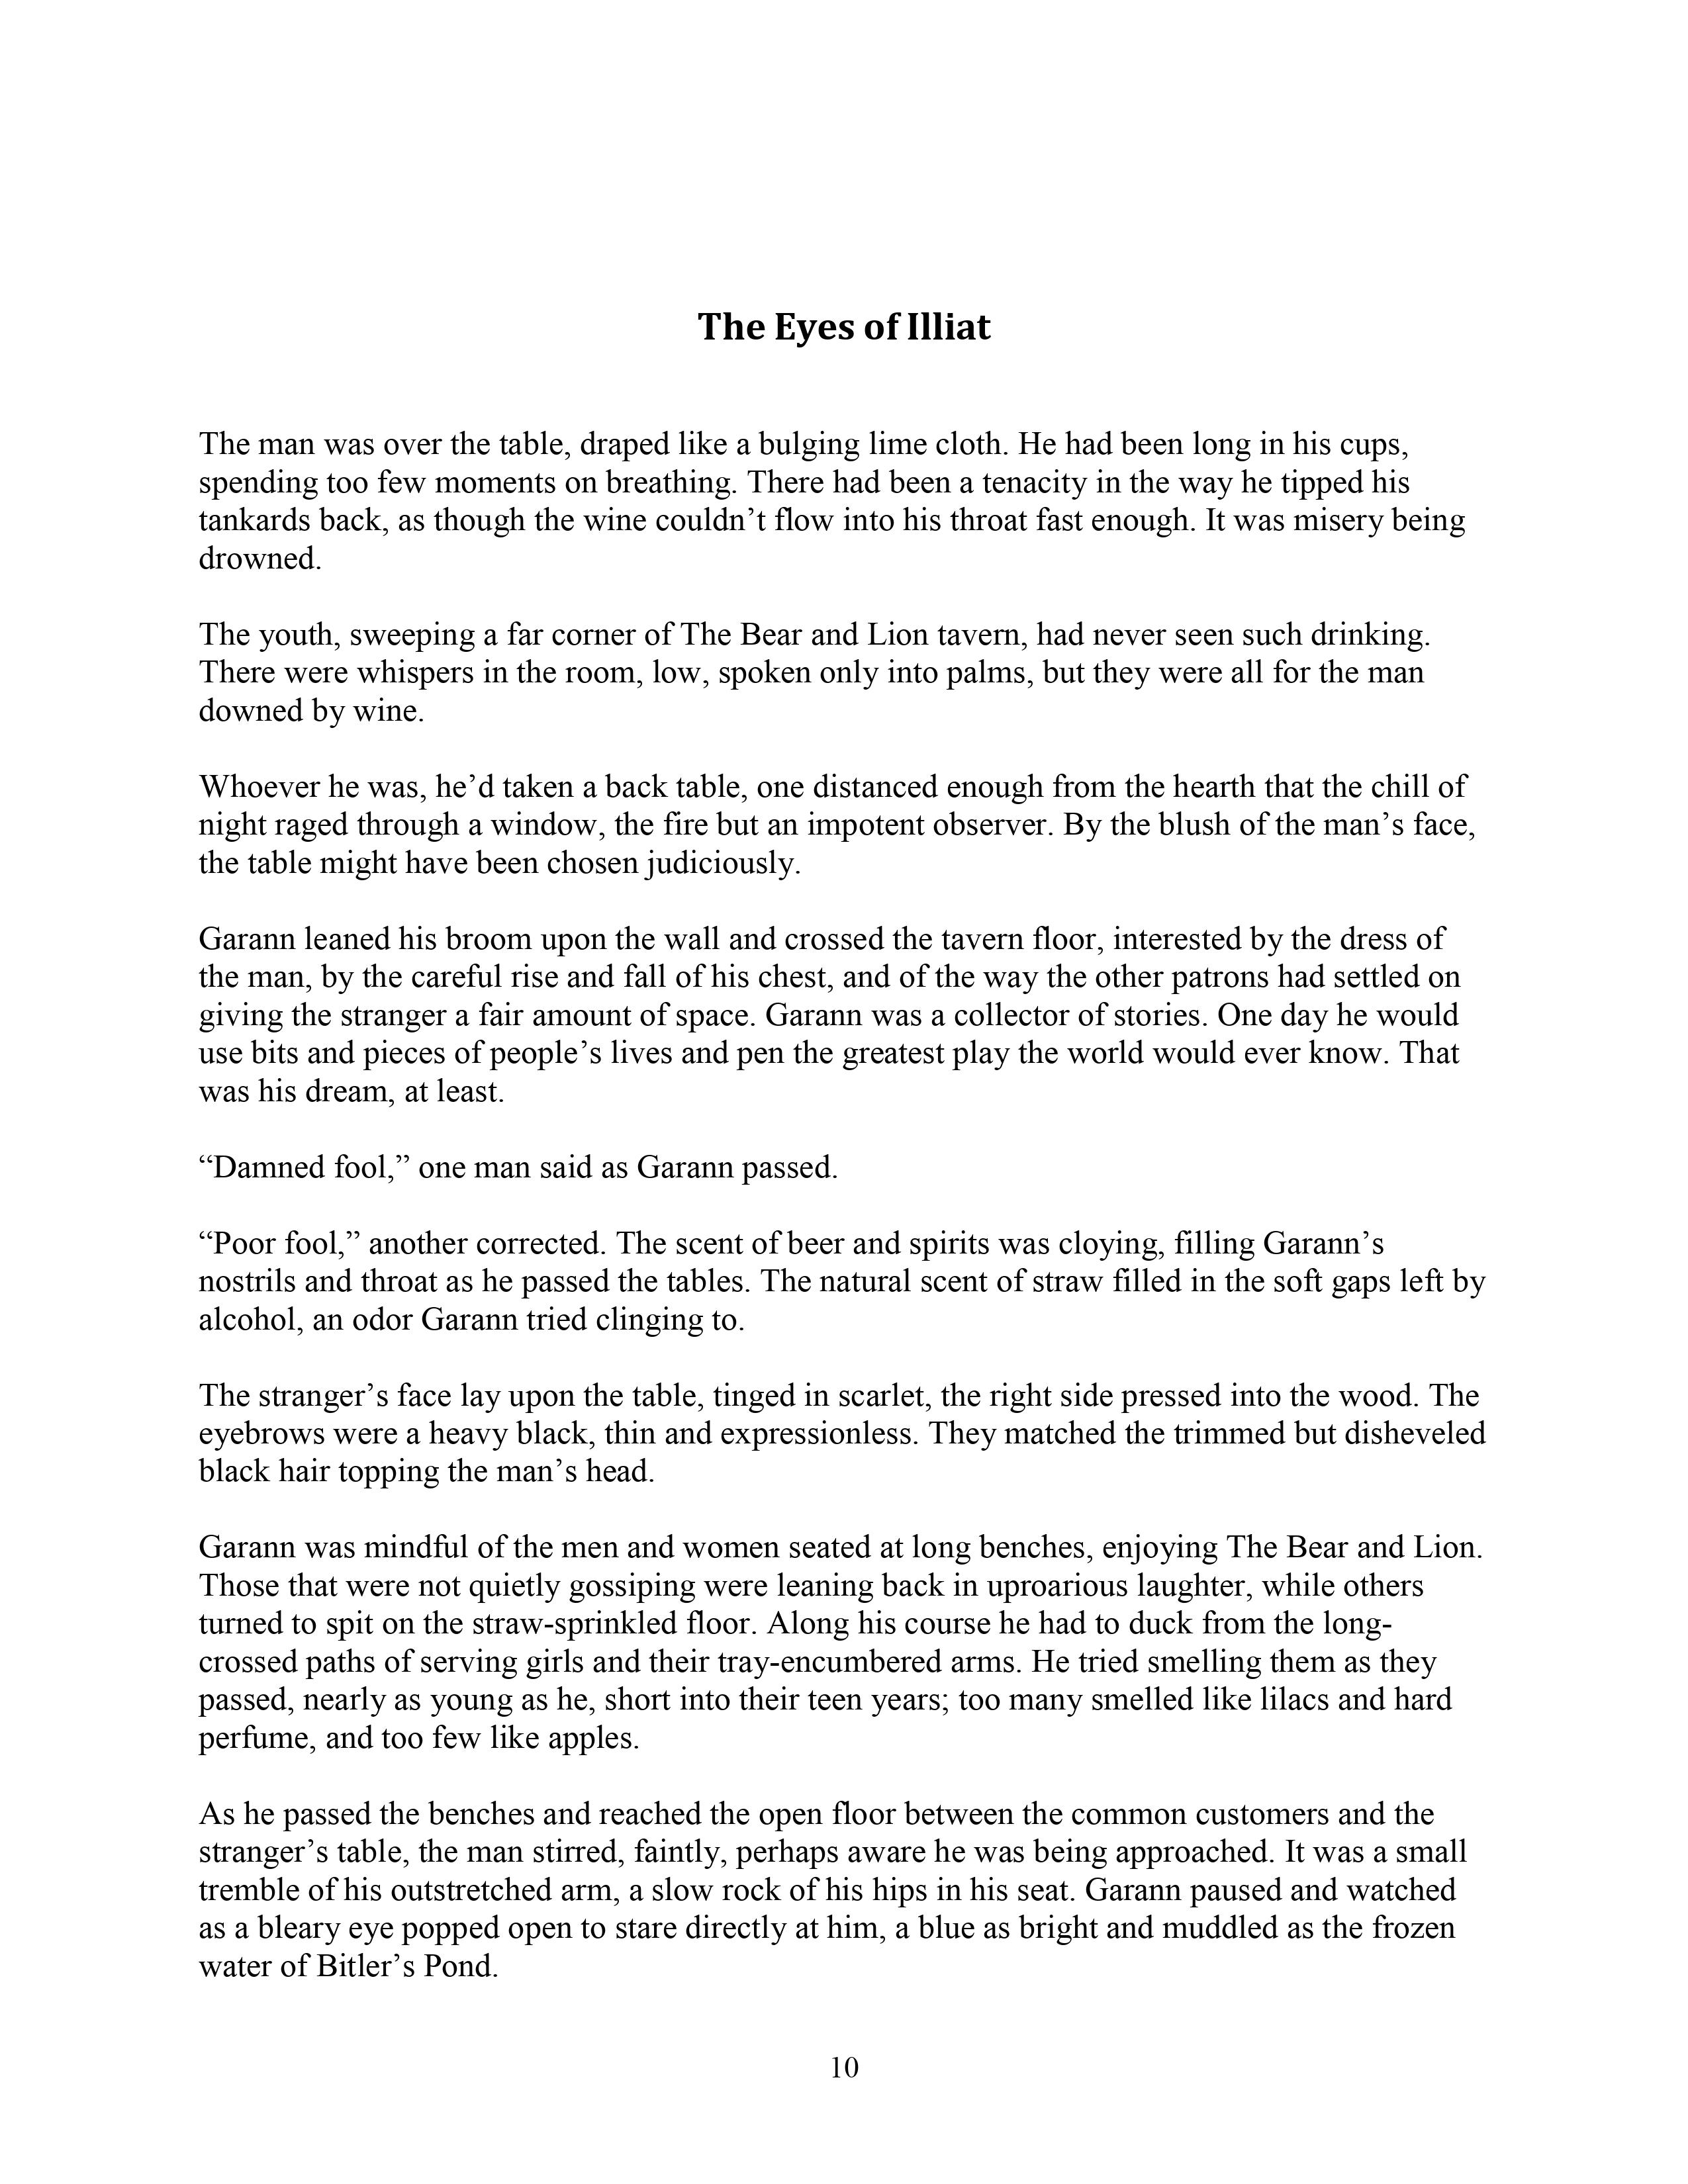 The Eyes of Illiat
The man was over the table, draped like a bulging lime cloth. He had been long in his cups,
spending too few moments on breathing. There had been a tenacity in the way he tipped his
tankards back, as though the wine couldn’t flow into his throat fast enough. It was misery being
drowned.
The youth, sweeping a far corner of The Bear and Lion tavern, had never seen such drinking.
There were whispers in the room, low, spoken only into palms, but they were all for the man
downed by wine.
Whoever he was, he’d taken a back table, one distanced enough from the hearth that the chill of
night raged through a window, the fire but an impotent observer. By the blush of the man’s face,
the table might have been chosen judiciously.
Garann leaned his broom upon the wall and crossed the tavern floor, interested by the dress of
the man, by the careful rise and fall of his chest, and of the way the other patrons had settled on
giving the stranger a fair amount of space. Garann was a collector of stories. One day he would
use bits and pieces of people’s lives and pen the greatest play the world would ever know. That
was his dream, at least.
“Damned fool,” one man said as Garann passed.
“Poor fool,” another corrected. The scent of beer and spirits was cloying, filling Garann’s
nostrils and throat as he passed the tables. The natural scent of straw filled in the soft gaps left by
alcohol, an odor Garann tried clinging to.
The stranger’s face lay upon the table, tinged in scarlet, the right side pressed into the wood. The
eyebrows were a heavy black, thin and expressionless. They matched the trimmed but disheveled
black hair topping the man’s head.
Garann was mindful of the men and women seated at long benches, enjoying The Bear and Lion.
Those that were not quietly gossiping were leaning back in uproarious laughter, while others
turned to spit on the straw-sprinkled floor. Along his course he had to duck from the long-
crossed paths of serving girls and their tray-encumbered arms. He tried smelling them as they
passed, nearly as young as he, short into their teen years; too many smelled like lilacs and hard
perfume, and too few like apples.
As he passed the benches and reached the open floor between the common customers and the
stranger’s table, the man stirred, faintly, perhaps aware he was being approached. It was a small
tremble of his outstretched arm, a slow rock of his hips in his seat. Garann paused and watched
as a bleary eye popped open to stare directly at him, a blue as bright and muddled as the frozen
water of Bitler’s Pond.
10